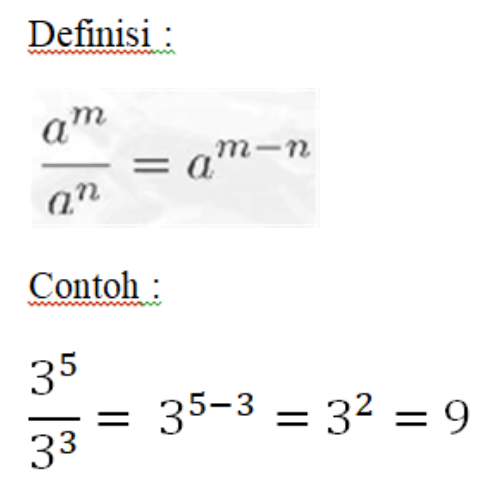 Definisi :
a^m / a^n = a^{m-n}
Contoh :
3^5 / 3^3 = 3^{5-3} = 3^2 = 9